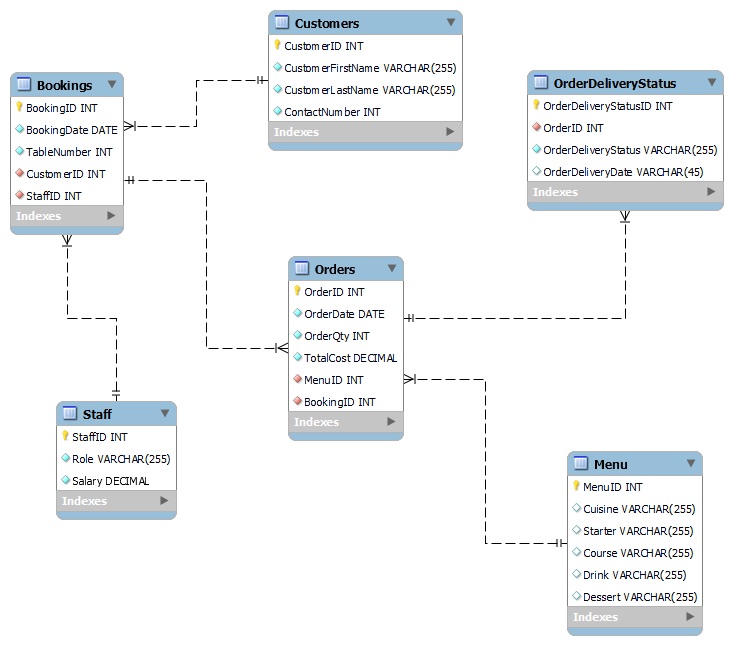 Customers
CustomerID INT
CustomerFirstName VARCHAR(255)
CustomerLastName VARCHAR(255)
ContactNumber INT
Indexes
Bookings
BookingID INT
BookingDate DATE
TableNumber INT
CustomerID INT
StaffID INT
Indexes
OrderDeliveryStatus
OrderDeliveryStatusID INT
OrderID INT
OrderDeliveryStatus VARCHAR(255)
OrderDeliveryDate VARCHAR(45)
Indexes
Orders
OrderID INT
OrderDate DATE
OrderQty INT
TotalCost DECIMAL
MenuID INT
BookingID INT
Indexes
Staff
StaffID INT
Role VARCHAR(255)
Salary DECIMAL
Indexes
Menu
MenuID INT
Cuisine VARCHAR(255)
Starter VARCHAR(255)
Course VARCHAR(255)
Drink VARCHAR(255)
Dessert VARCHAR(255)
Indexes